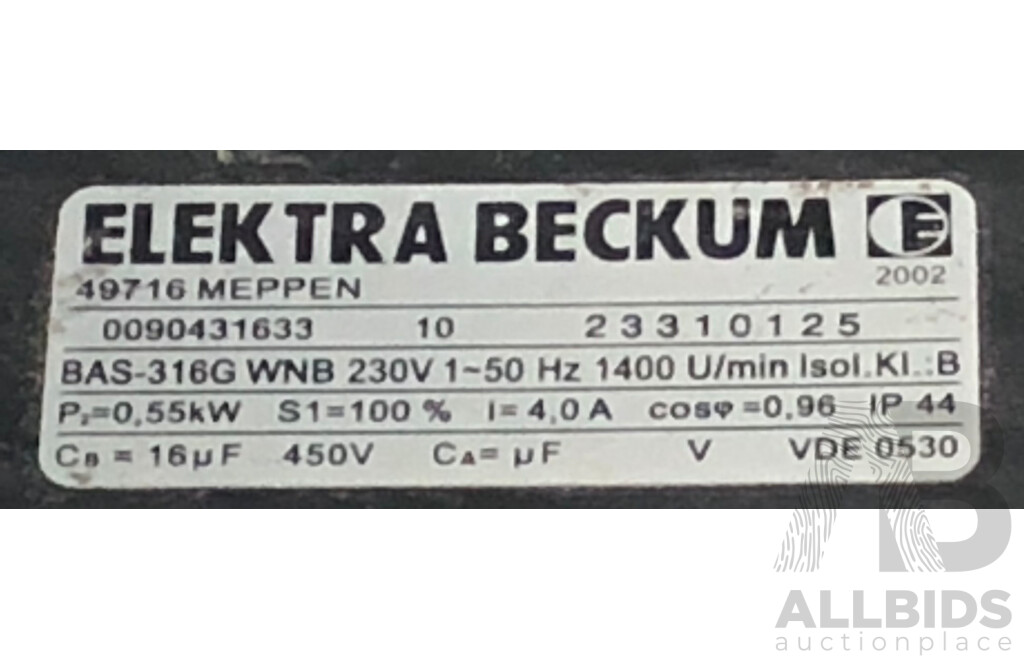 ELEKTRA BECKUM E
2002
49716 MEPPEN
0090431633 10 23310125
BAS-316G WNB 230V 1~50 Hz 1400 U/min Isol.Kl.:B
P₂=0,55kW S1=100 % I=4,0A cosφ=0,96 IP 44
CB = 16µF 450V CA= µF V VDE 0530
AB
ALLBIDS
auctionplace